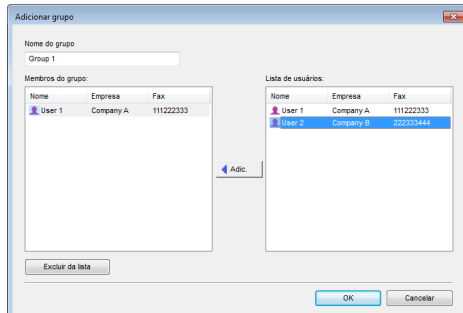 Adicionar grupo
Nome do grupo
Group 1
Membros do grupo:
Nome Empresa Fax
User 1 Company A 111222333
Adic.
Lista de usuários:
Nome Empresa Fax
User 1 Company A 111222333
User 2 Company B 222333444
Excluir da lista
OK Cancelar